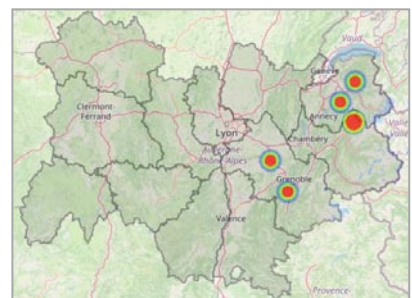 Vaud
Genève
Clermont-
Ferrand
Annecy
Lyon
Chambéry
Auvergne-
Rhône-Alpes
Grenoble
Valence
Provence-